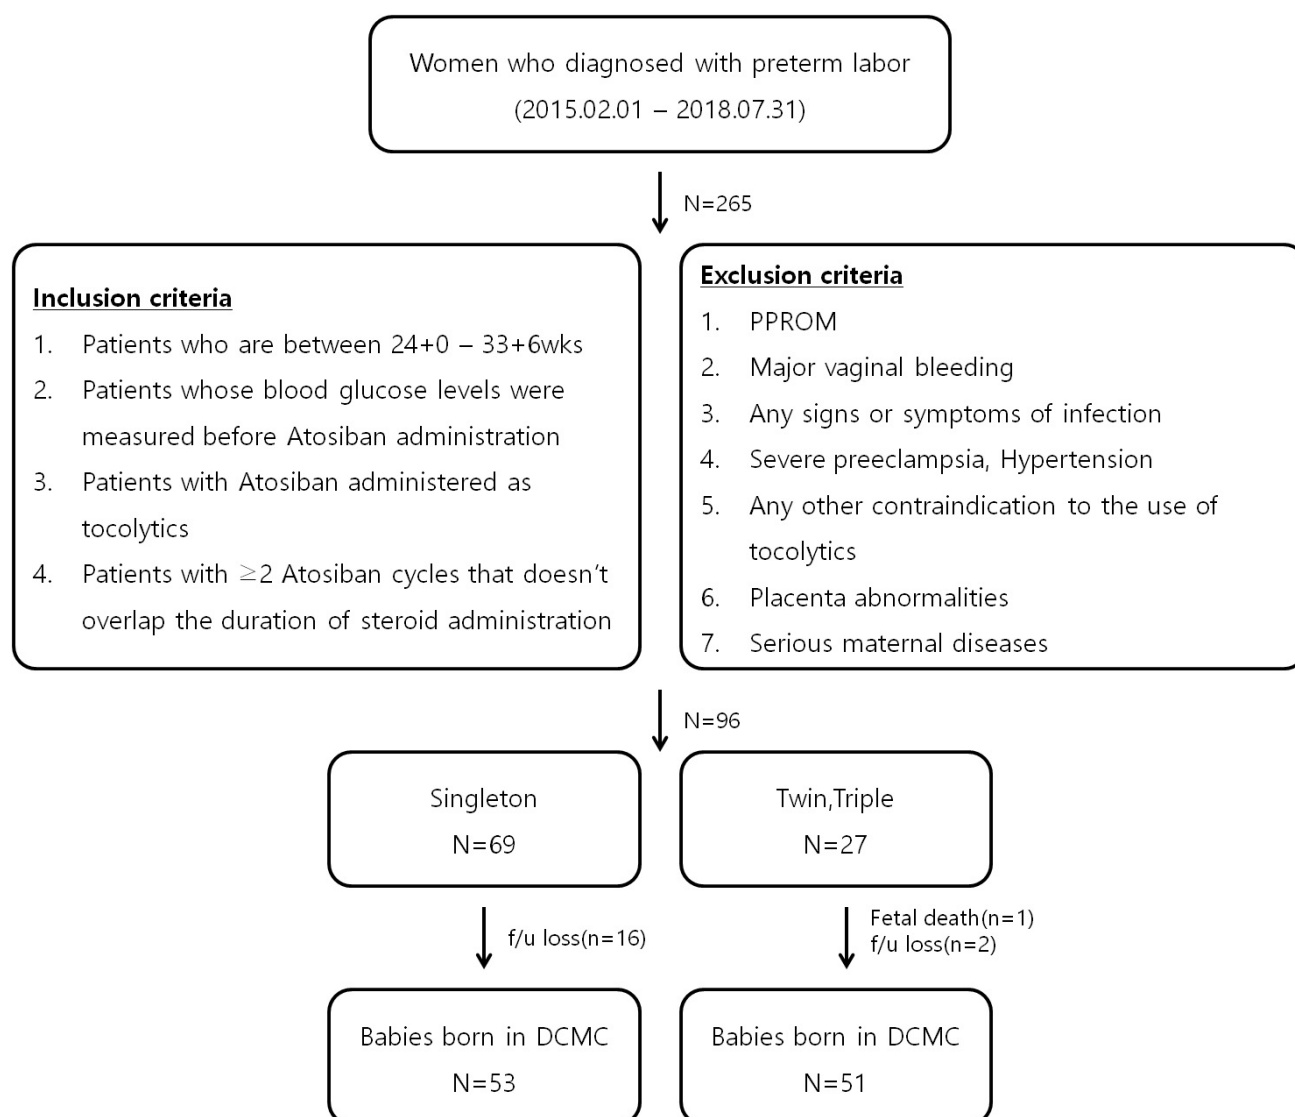 Women who diagnosed with preterm labor
(2015.02.01 – 2018.07.31)
N=265
Inclusion criteria
1. Patients who are between 24+0 – 33+6wks
2. Patients whose blood glucose levels were
measured before Atosiban administration
3. Patients with Atosiban administered as
tocolytics
4. Patients with ≥2 Atosiban cycles that doesn't
overlap the duration of steroid administration
Exclusion criteria
1. PPROM
2. Major vaginal bleeding
3. Any signs or symptoms of infection
4. Severe preeclampsia, Hypertension
5. Any other contraindication to the use of
tocolytics
6. Placenta abnormalities
7. Serious maternal diseases
N=96
Singleton
N=69
Twin,Triple
N=27
f/u loss(n=16)
Fetal death(n=1)
f/u loss(n=2)
Babies born in DCMC
N=53
Babies born in DCMC
N=51